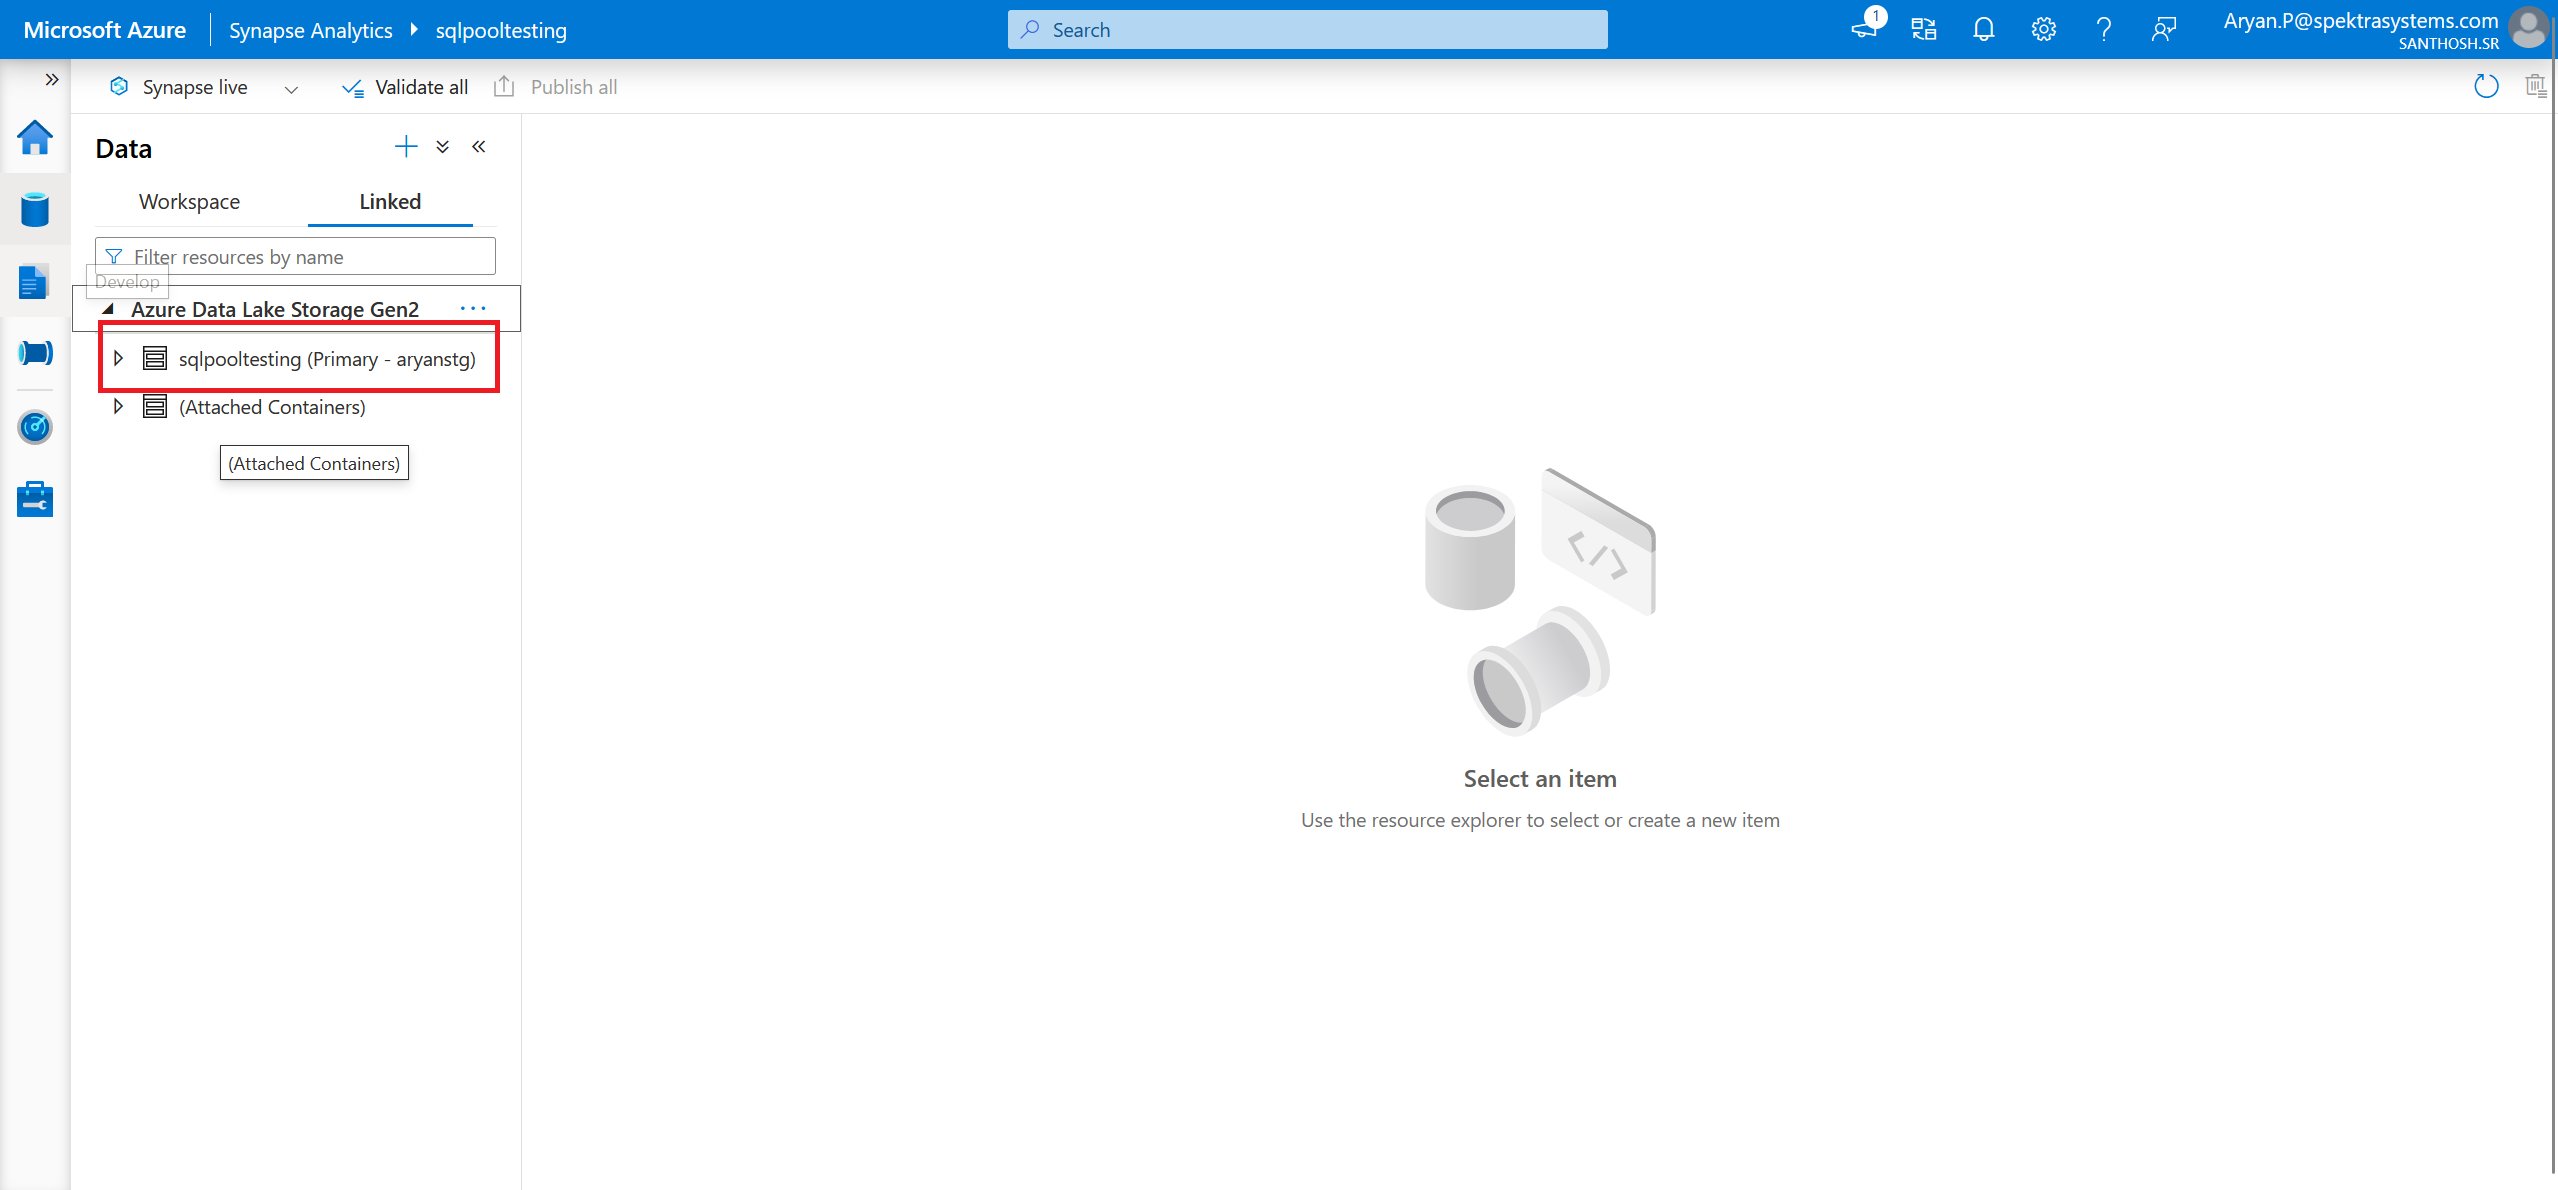 Microsoft Azure
Synapse Analytics
sqlpooltesting
Search
1
Aryan.P@spektrasystems.com
SANTHOSH.SR
Synapse live
Validate all
Publish all
Data
Workspace
Linked
Filter resources by name
Develop
Azure Data Lake Storage Gen2
sqlpooltesting (Primary - aryanstg)
(Attached Containers)
(Attached Containers)
Select an item
Use the resource explorer to select or create a new item